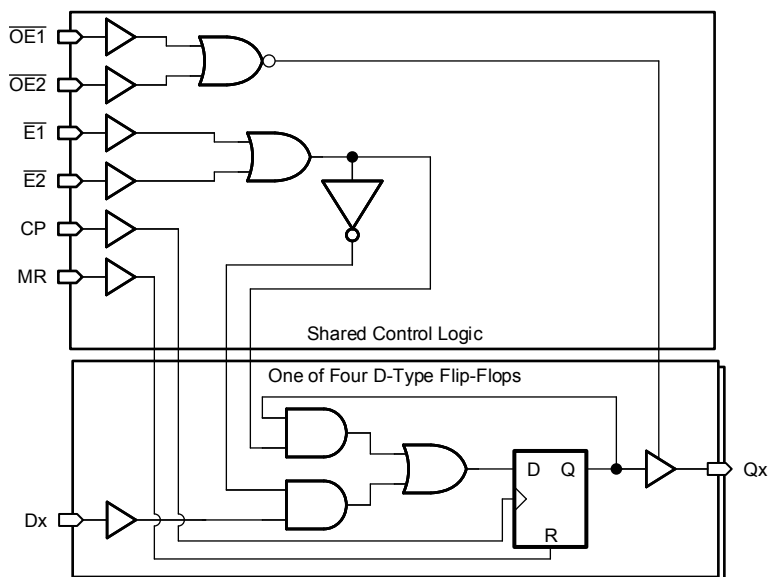 OE1
OE2
E1
E2
CP
MR
Shared Control Logic
One of Four D-Type Flip-Flops
D Q
R
Dx
Qx